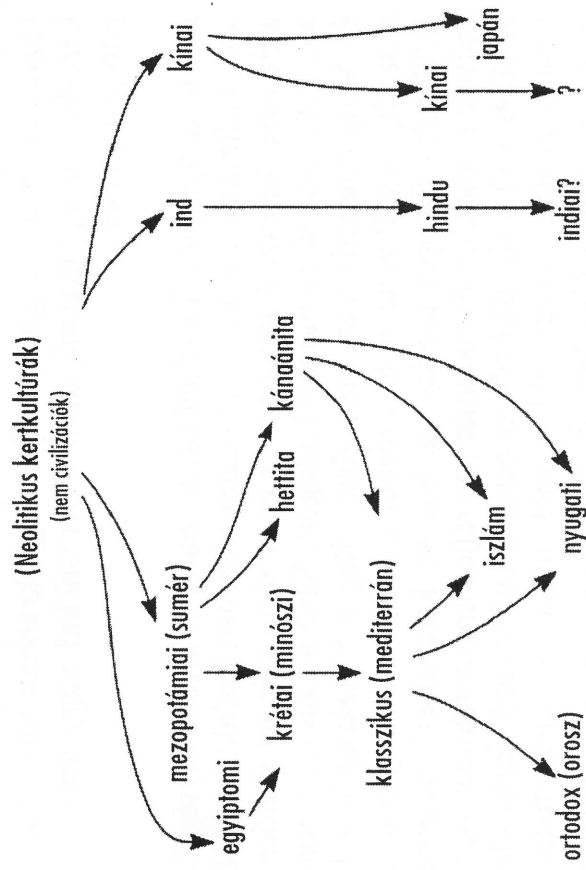 (Neolitikus kertkultúrák)
(nem civilizációk)
mezopotámiai (sumér)
ind
kínai
egyiptomi
krétai (minószi)
hettita
kánaánita
klasszikus (mediterrán)
hindu
kínai
japán
iszlám
ortodox (orosz)
nyugati
indiai?
?